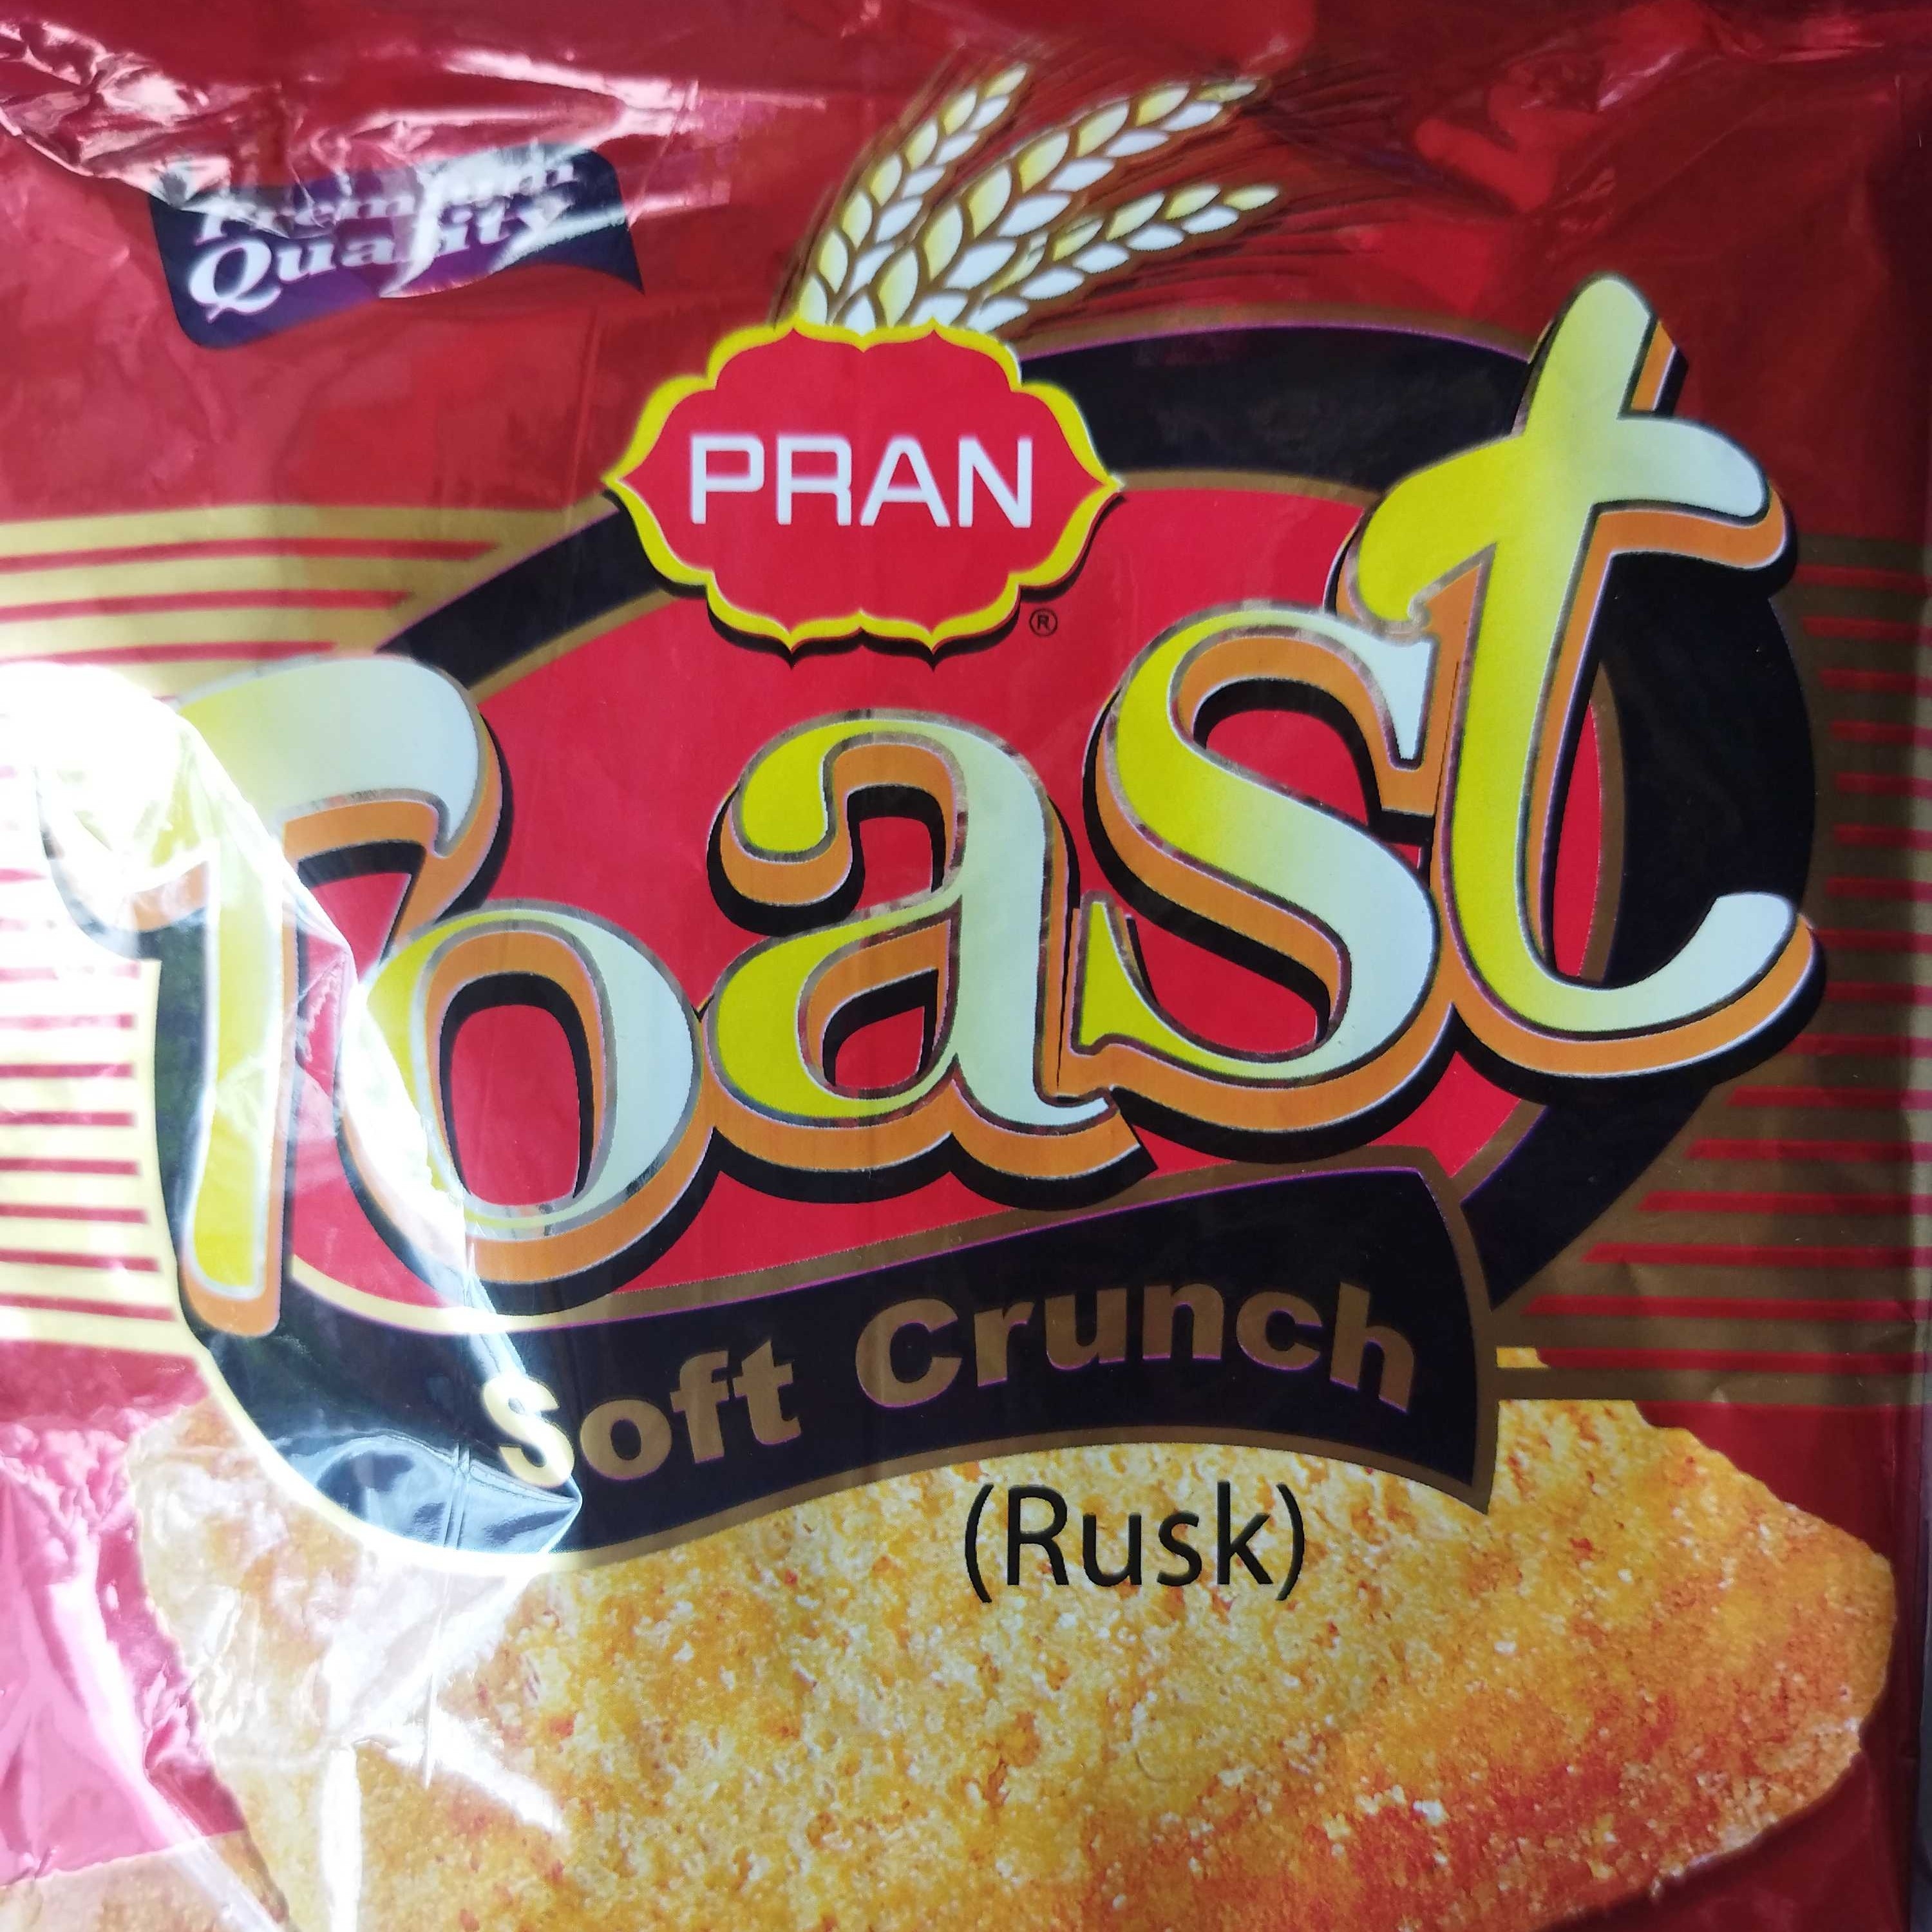 Premium
Quality
PRAN
®
Toast
Soft Crunch
(Rusk)